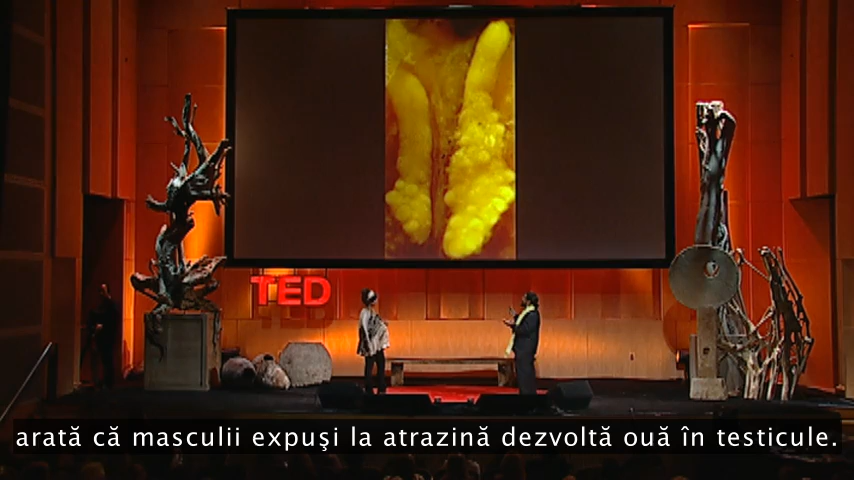 TED
arată că masculii expuşi la atrazină dezvoltă ouă în testicule.